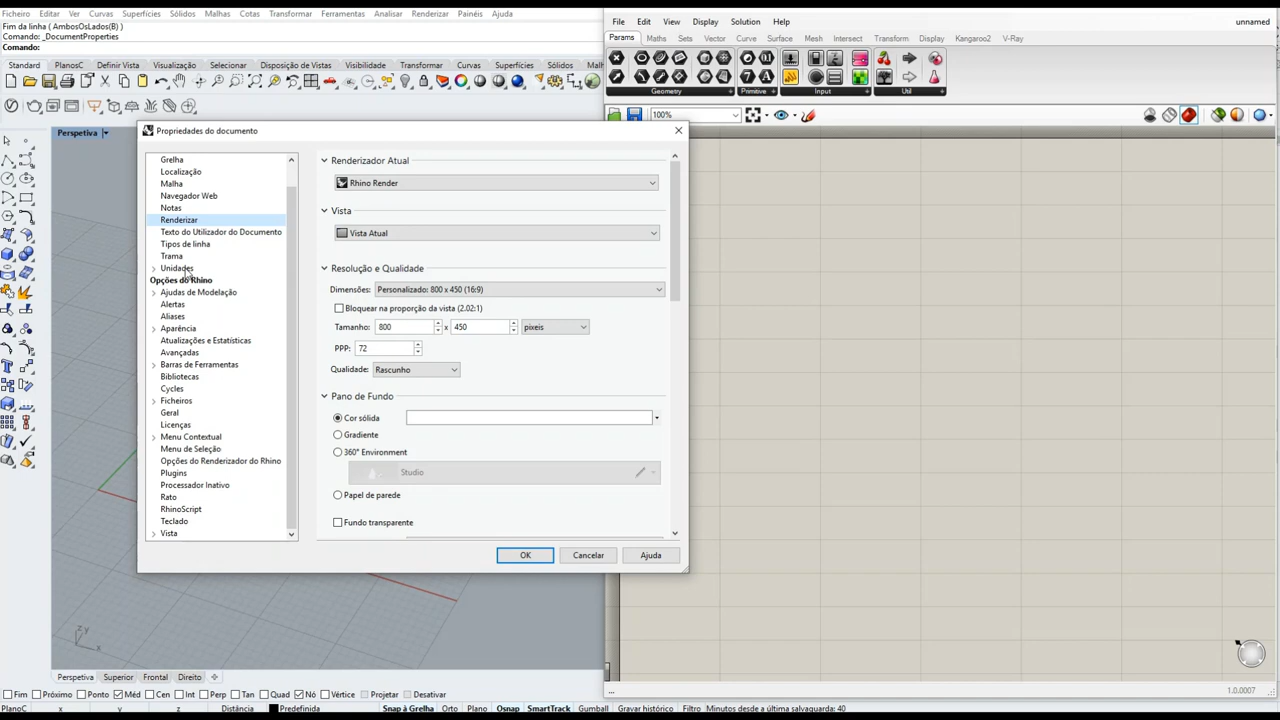 Ficheiro Editar Ver Curvas Superfícies Sólidos Malhas Cotas Transformar Ferramentas Analisar Renderizar Painéis Ajuda
Fim da linha ( AmbosOsLados(B) )
Comando: _DocumentProperties
Comando:
Standard PlanosC Definir Vista Visualização Selecionar Disposição de Vistas Visibilidade Transformar Curvas Superfícies Sólidos Malhas
Perspetiva
Propriedades do documento
Grelha
Localização
Malha
Navegador Web
Notas
Renderizar
Texto do Utilizador do Documento
Tipos de linha
Trama
Unidades
Opções do Rhino
Ajudas de Modelação
Alertas
Aliases
Aparência
Atualizações e Estatísticas
Avançadas
Barras de Ferramentas
Bibliotecas
Cycles
Ficheiros
Geral
Licenças
Menu Contextual
Menu de Seleção
Opções do Renderizador do Rhino
Plugins
Processador Inativo
Rato
RhinoScript
Teclado
Vista
Renderizador Atual
Rhino Render
Vista
Vista Atual
Resolução e Qualidade
Dimensões: Personalizado: 800 x 450 (16:9)
Bloquear na proporção da vista (2.02:1)
Tamanho: 800 x 450 pixeis
PPP: 72
Qualidade: Rascunho
Pano de Fundo
Cor sólida
Gradiente
360° Environment
Studio
Papel de parede
Fundo transparente
OK Cancelar Ajuda
z y
x
Perspetiva Superior Frontal Direito
Fim Próximo Ponto Méd Cen Int Perp Tan Quad Nó Vértice Projetar Desativar
PlanoC x y z Distância Predefinida Snap à Grelha Orto Plano Osnap SmartTrack Gumball Gravar histórico Filtro Minutos desde a última salvaguarda: 40
File Edit View Display Solution Help unnamed
Params Maths Sets Vector Curve Surface Mesh Intersect Transform Display Kangaroo2 V-Ray
Geometry Primitive Input Util
100%
... 1.0.0007